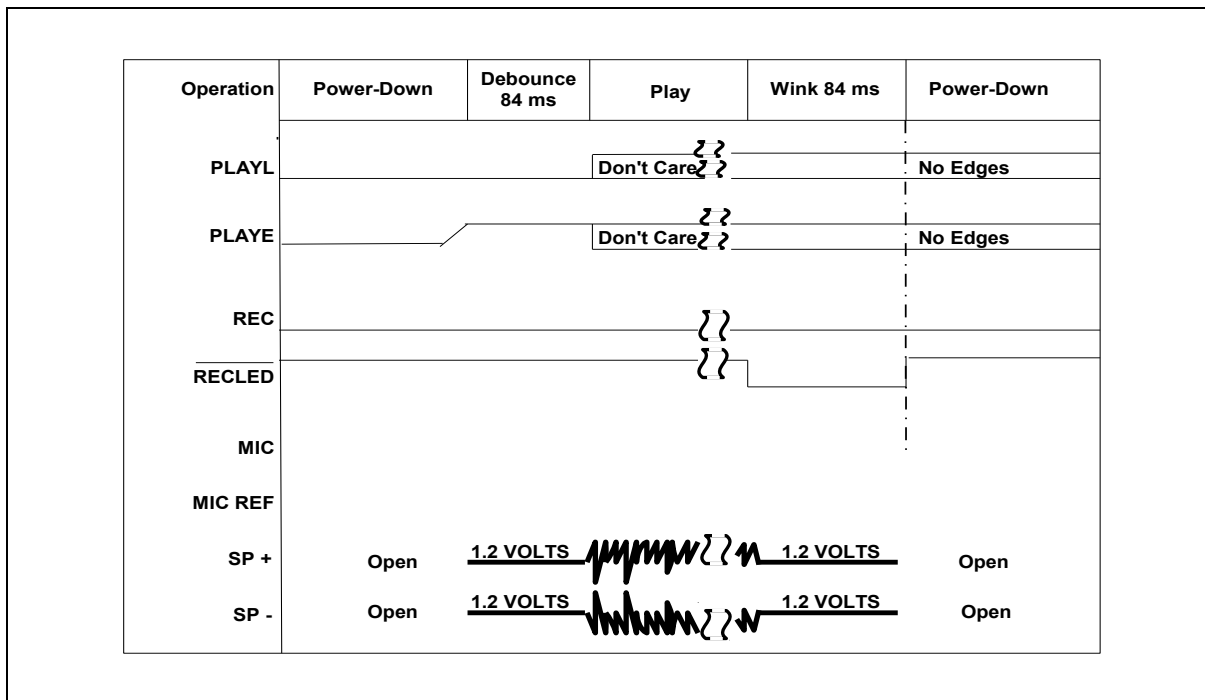 Operation Power-Down Debounce 84 ms Play Wink 84 ms Power-Down
PLAYL Don't Care No Edges
PLAYE Don't Care No Edges
REC
RECLED
MIC
MIC REF
SP + Open 1.2 VOLTS 1.2 VOLTS Open
SP - Open 1.2 VOLTS 1.2 VOLTS Open